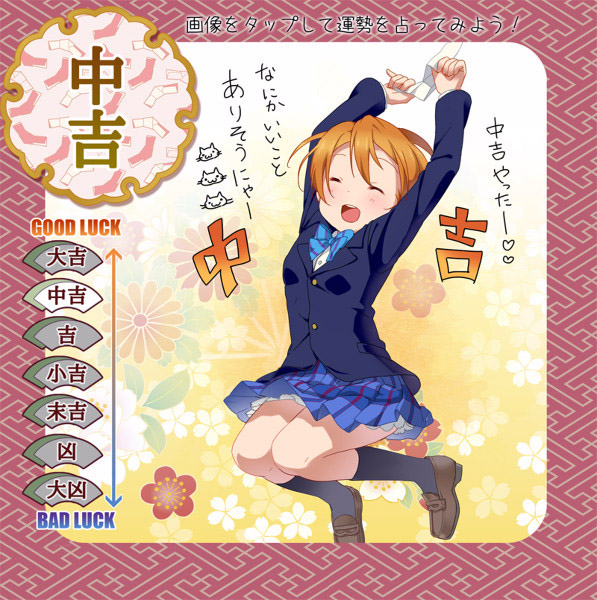 画像をタップして運勢を占ってみよう!
中吉
なにかいいこと
ありそうにゃー
中吉やったー♡♡
中吉
GOOD LUCK
大吉
中吉
吉
小吉
末吉
凶
大凶
BAD LUCK